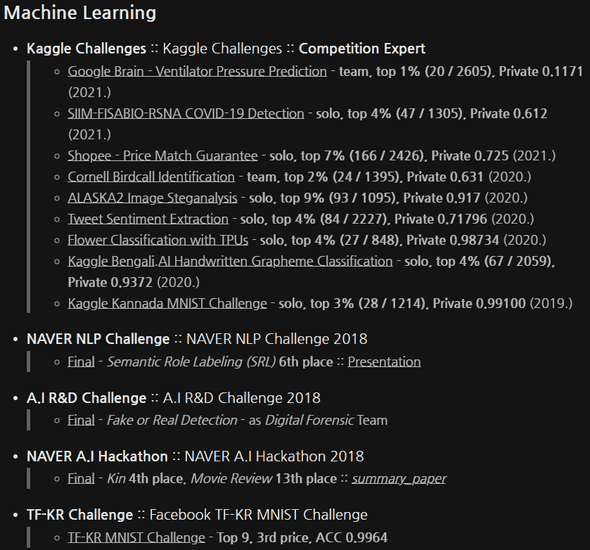 Machine Learning
• Kaggle Challenges :: Kaggle Challenges :: Competition Expert
◦ Google Brain - Ventilator Pressure Prediction - team, top 1% (20 / 2605), Private 0.1171
(2021.)
◦ SIIM-FISABIO-RSNA COVID-19 Detection - solo, top 4% (47 / 1305), Private 0.612
(2021.)
◦ Shopee - Price Match Guarantee - solo, top 7% (166 / 2426), Private 0.725 (2021.)
◦ Cornell Birdcall Identification - team, top 2% (24 / 1395), Private 0.631 (2020.)
◦ ALASKA2 Image Steganalysis - solo, top 9% (93 / 1095), Private 0.917 (2020.)
◦ Tweet Sentiment Extraction - solo, top 4% (84 / 2227), Private 0.71796 (2020.)
◦ Flower Classification with TPUs - solo, top 4% (27 / 848), Private 0.98734 (2020.)
◦ Kaggle Bengali.AI Handwritten Grapheme Classification - solo, top 4% (67 / 2059),
Private 0.9372 (2020.)
◦ Kaggle Kannada MNIST Challenge - solo, top 3% (28 / 1214), Private 0.99100 (2019.)
• NAVER NLP Challenge :: NAVER NLP Challenge 2018
◦ Final - Semantic Role Labeling (SRL) 6th place :: Presentation
• A.I R&D Challenge :: A.I R&D Challenge 2018
◦ Final - Fake or Real Detection - as Digital Forensic Team
• NAVER A.I Hackathon :: NAVER A.I Hackathon 2018
◦ Final - Kin 4th place, Movie Review 13th place :: summary_paper
• TF-KR Challenge :: Facebook TF-KR MNIST Challenge
◦ TF-KR MNIST Challenge - Top 9, 3rd price, ACC 0.9964